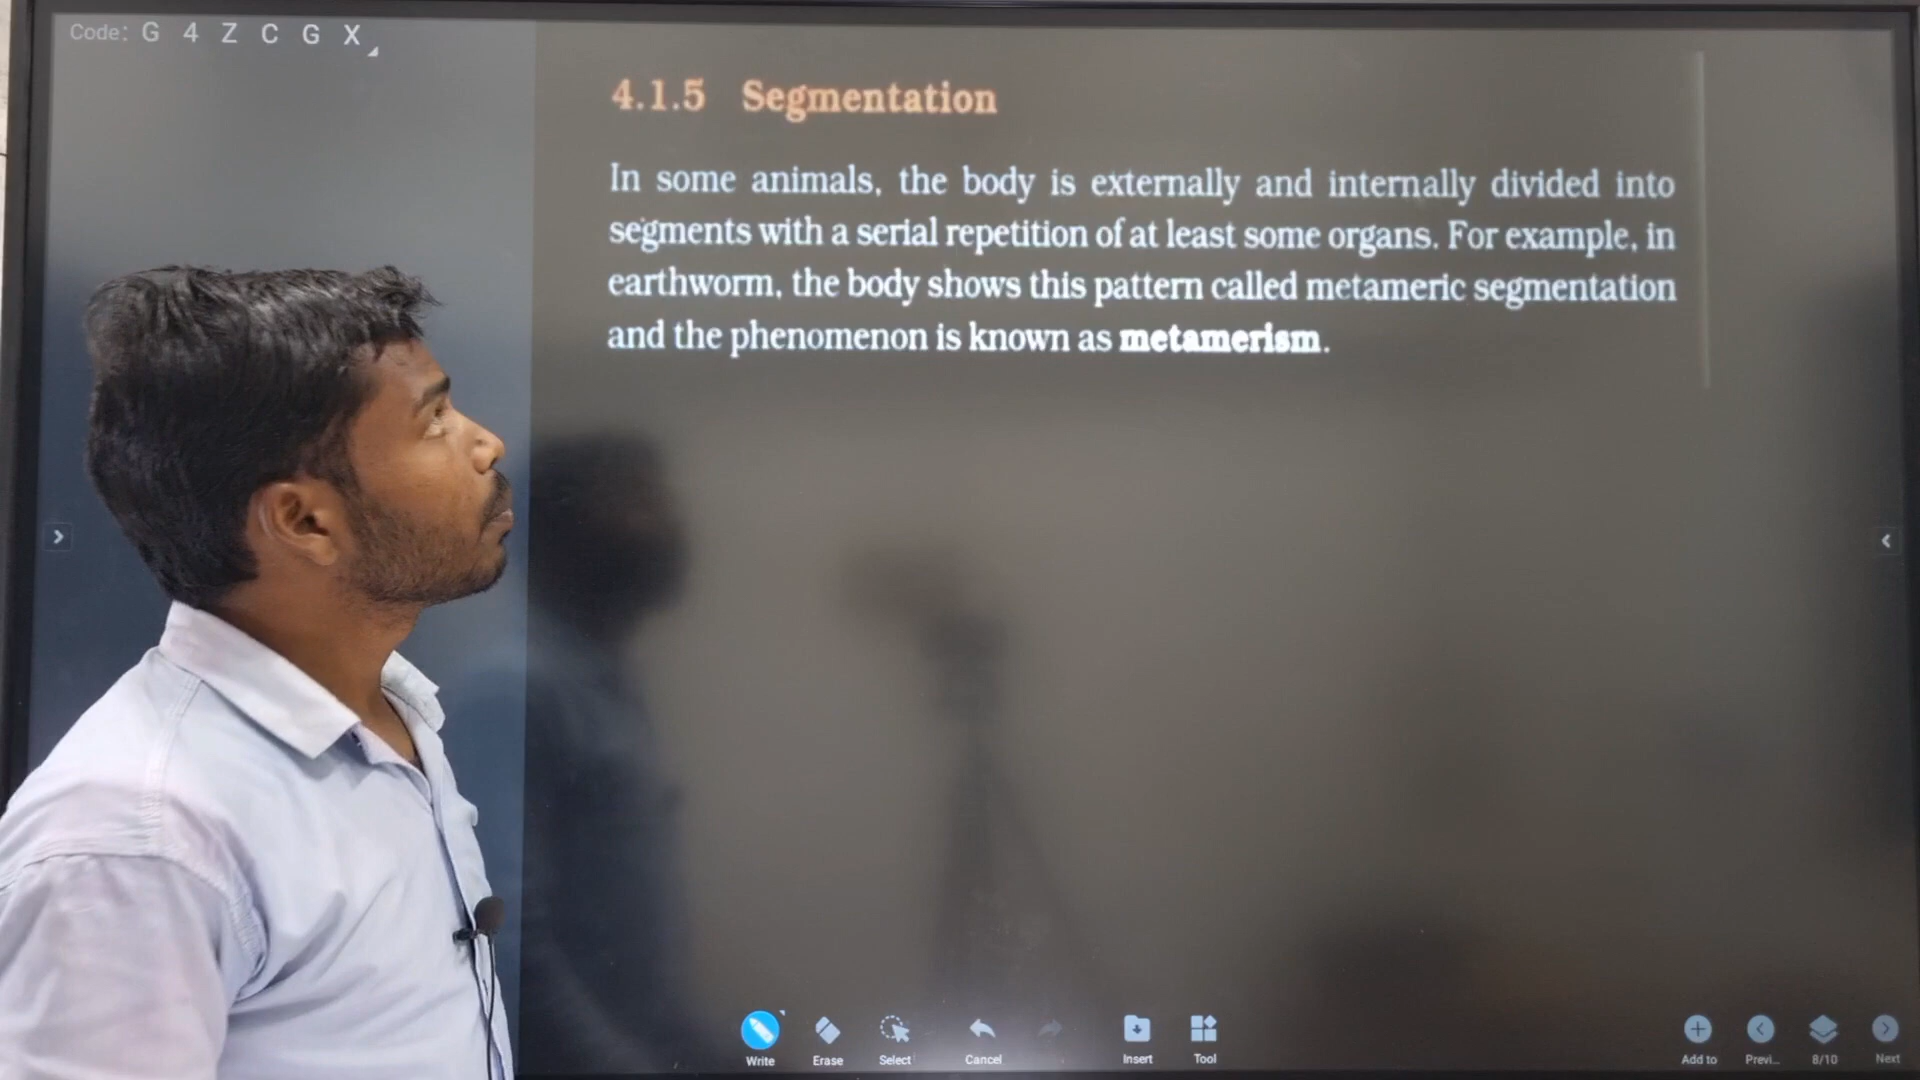 Code: G 4 Z C G X
4.1.5 Segmentation
In some animals, the body is externally and internally divided into
segments with a serial repetition of at least some organs. For example, in
earthworm, the body shows this pattern called metameric segmentation
and the phenomenon is known as metamerism.
Write Erase Select Cancel Insert Tool Add to Previ... 8/10 Next